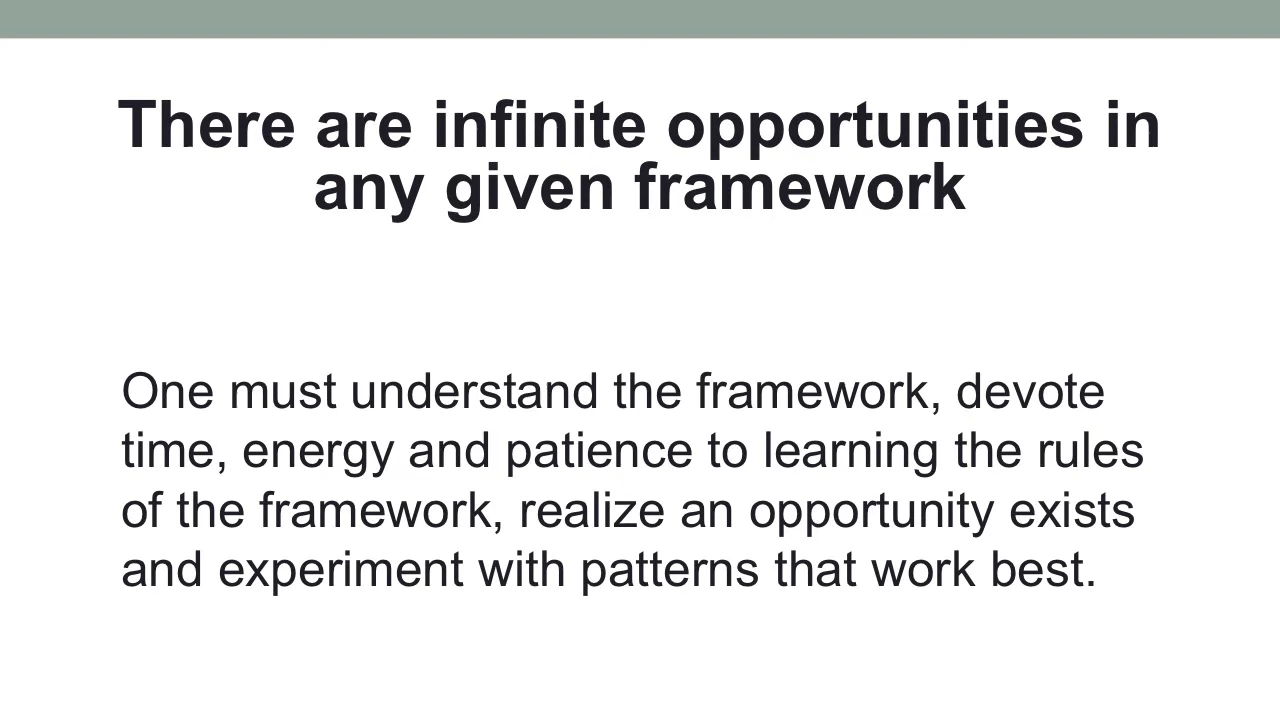 There are infinite opportunities in
any given framework
One must understand the framework, devote
time, energy and patience to learning the rules
of the framework, realize an opportunity exists
and experiment with patterns that work best.